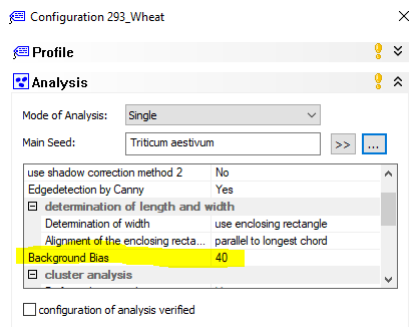 Configuration 293_Wheat
Profile
Analysis
Mode of Analysis: Single
Main Seed: Triticum aestivum >> ...
use shadow correction method 2 No
Edgedetection by Canny Yes
determination of length and width
Determination of width use enclosing rectangle
Alignment of the enclosing recta... parallel to longest chord
Background Bias 40
cluster analysis
configuration of analysis verified